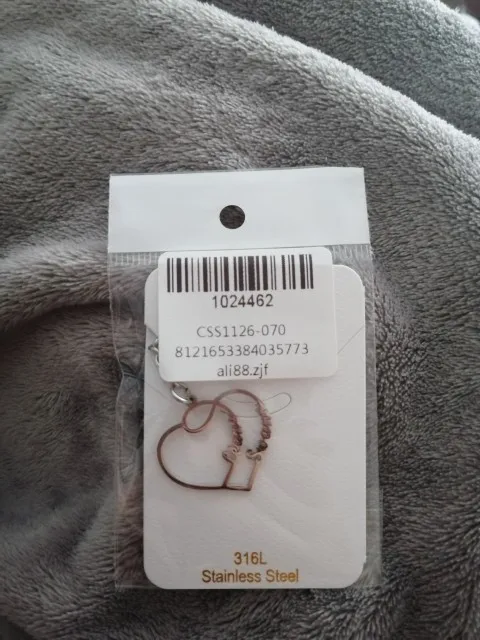 1024462
CSS1126-070
8121653384035773
ali88.zjf
316L
Stainless Steel